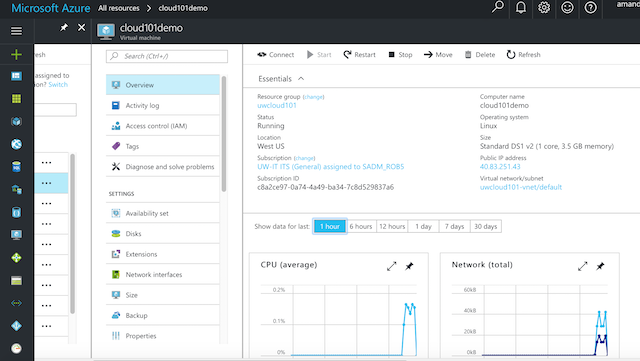 Microsoft Azure All resources > cloud101demo
amand
cloud101demo
Virtual machine
fresh
assigned to
ion? Switch
Search (Ctrl+/)
Overview
Activity log
Access control (IAM)
Tags
Diagnose and solve problems
SETTINGS
Availability set
Disks
Extensions
Network interfaces
Size
Backup
Properties
Connect Start Restart Stop Move Delete Refresh
Essentials
Resource group (change)
uwcloud101
Status
Running
Location
West US
Subscription (change)
UW-IT ITS (General) assigned to SADM_ROB5
Subscription ID
c8a2ce97-0a74-4a49-ba34-7c8d529837a6
Computer name
cloud101demo
Operating system
Linux
Size
Standard DS1 v2 (1 core, 3.5 GB memory)
Public IP address
40.83.251.43
Virtual network/subnet
uwcloud101-vnet/default
Show data for last: 1 hour 6 hours 12 hours 1 day 7 days 30 days
CPU (average)
0.2%
0.1%
0%
Network (total)
60kB
40kB
20kB
0kB